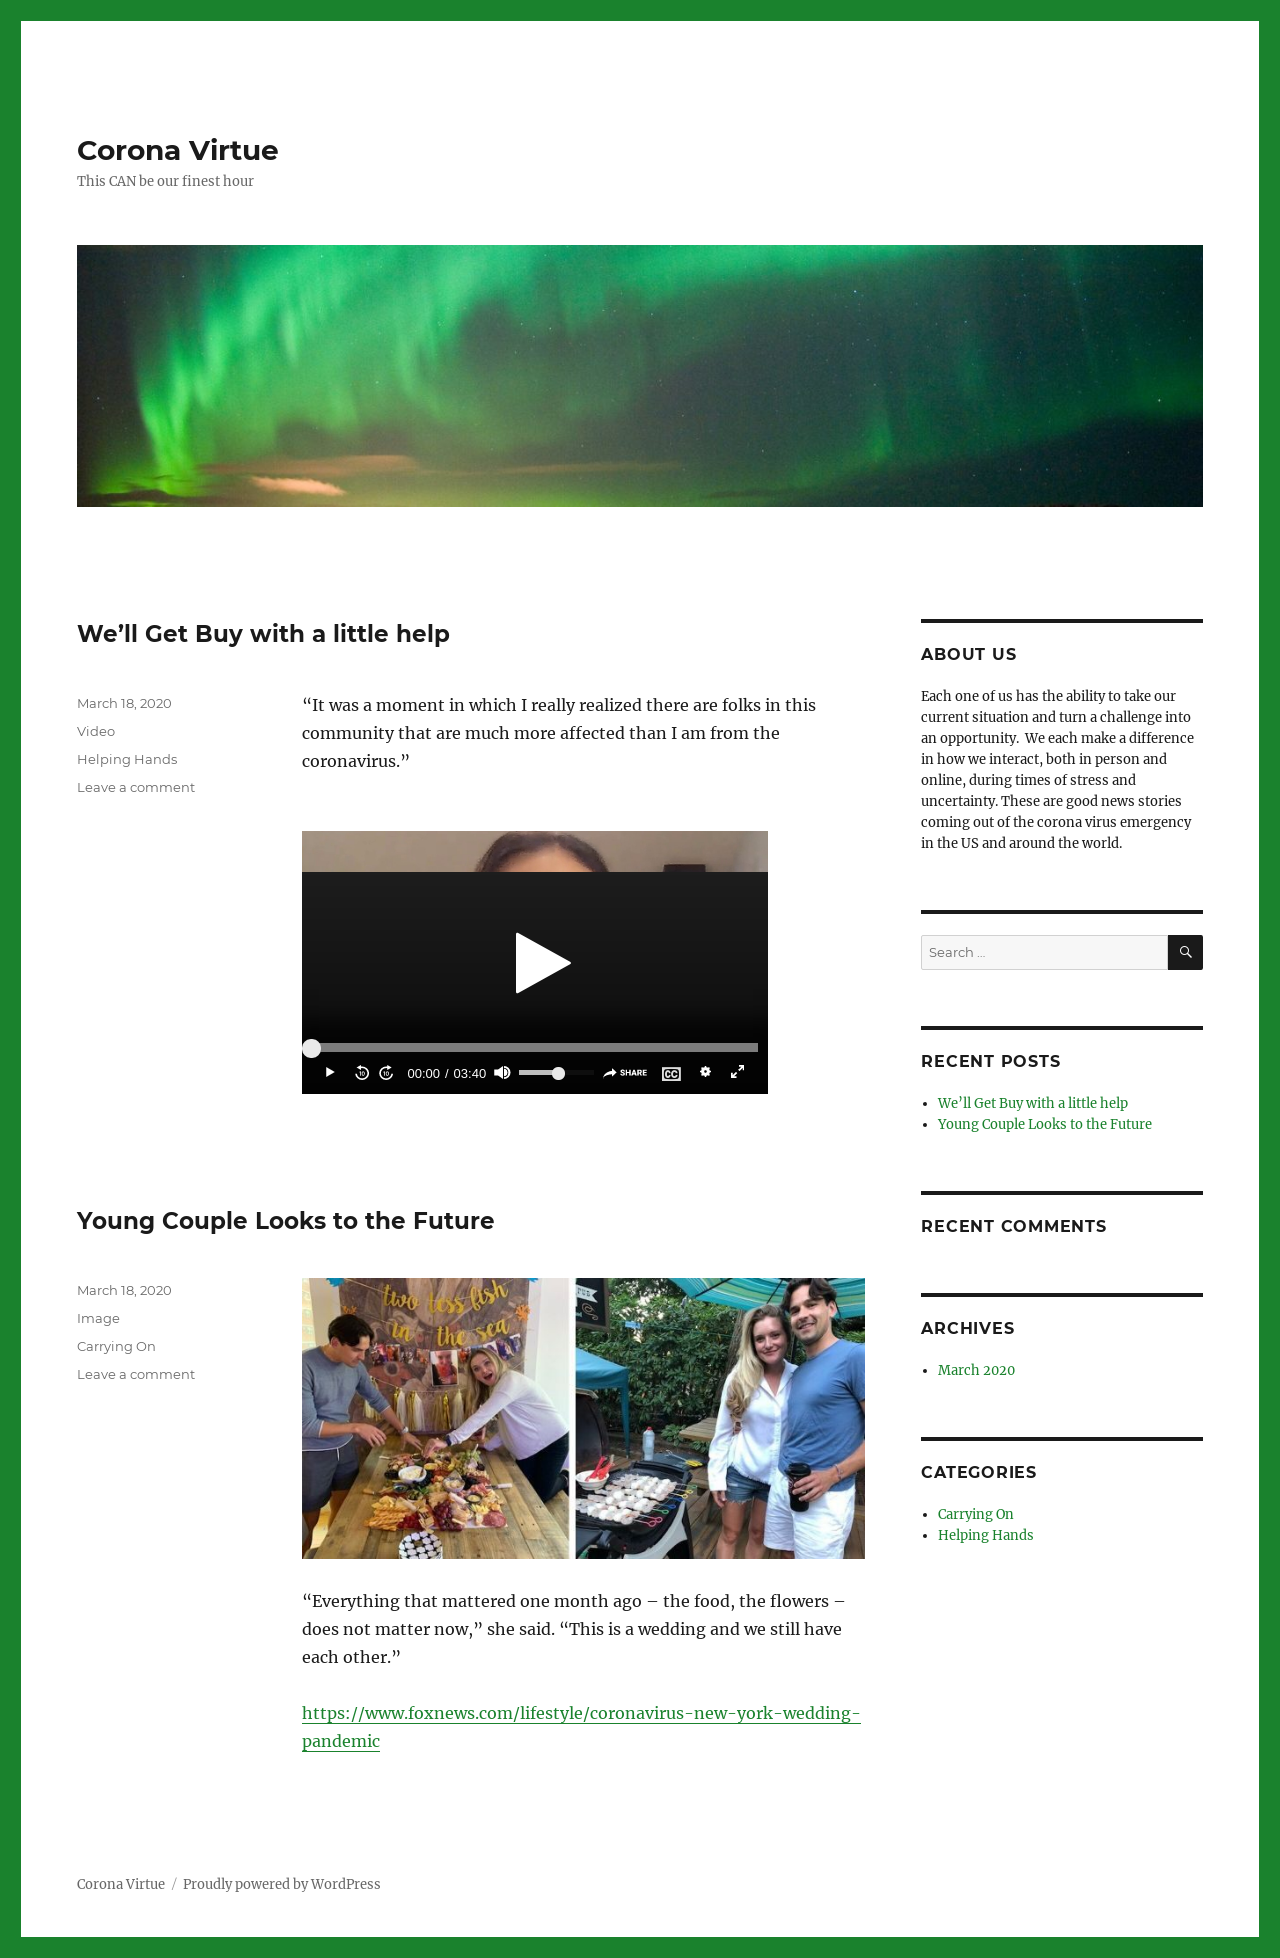 Corona Virtue
This CAN be our finest hour
We’ll Get Buy with a little help
March 18, 2020
Video
Helping Hands
Leave a comment
“It was a moment in which I really realized there are folks in this
community that are much more affected than I am from the
coronavirus.”
10 10 00:00 / 03:40 SHARE CC
Young Couple Looks to the Future
March 18, 2020
Image
Carrying On
Leave a comment
two less fish
in the sea
“Everything that mattered one month ago – the food, the flowers –
does not matter now,” she said. “This is a wedding and we still have
each other.”
https://www.foxnews.com/lifestyle/coronavirus-new-york-wedding-
pandemic
ABOUT US
Each one of us has the ability to take our
current situation and turn a challenge into
an opportunity.  We each make a difference
in how we interact, both in person and
online, during times of stress and
uncertainty. These are good news stories
coming out of the corona virus emergency
in the US and around the world.
Search …
RECENT POSTS
We’ll Get Buy with a little help
Young Couple Looks to the Future
RECENT COMMENTS
ARCHIVES
March 2020
CATEGORIES
Carrying On
Helping Hands
Corona Virtue / Proudly powered by WordPress